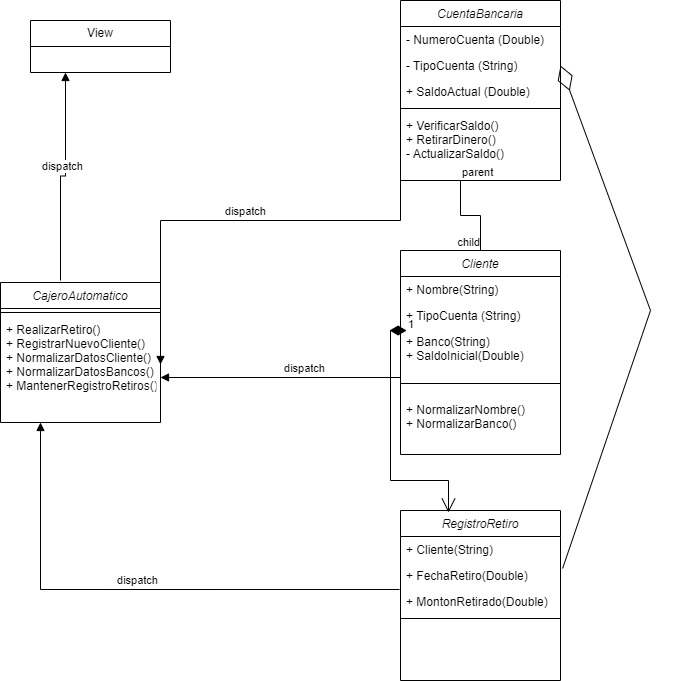 CuentaBancaria
- NumeroCuenta (Double)
- TipoCuenta (String)
+ SaldoActual (Double)
+ VerificarSaldo()
+ RetirarDinero()
- ActualizarSaldo()
parent
View
dispatch
dispatch
child
Cliente
+ Nombre(String)
+ TipoCuenta (String)
1
+ Banco(String)
+ SaldoInicial(Double)
+ NormalizarNombre()
+ NormalizarBanco()
CajeroAutomatico
+ RealizarRetiro()
+ RegistrarNuevoCliente()
+ NormalizarDatosCliente()
+ NormalizarDatosBancos()
+ MantenerRegistroRetiros()
dispatch
RegistroRetiro
+ Cliente(String)
+ FechaRetiro(Double)
+ MontonRetirado(Double)
dispatch